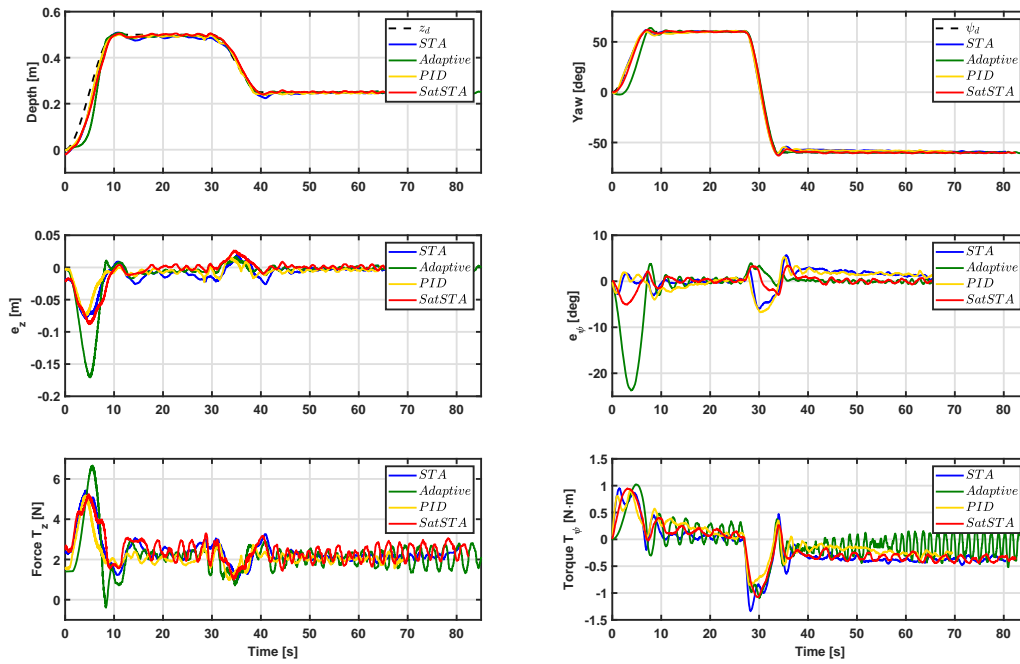 0.6
0.4
0.2
0
Depth [m]
0 10 20 30 40 50 60 70 80
z_d
STA
Adaptive
PID
SatSTA
50
0
-50
Yaw [deg]
0 10 20 30 40 50 60 70 80
ψ_d
STA
Adaptive
PID
SatSTA
0.05
0
-0.05
-0.1
-0.15
-0.2
e_z [m]
0 10 20 30 40 50 60 70 80
STA
Adaptive
PID
SatSTA
10
0
-10
-20
e_ψ [deg]
0 10 20 30 40 50 60 70 80
STA
Adaptive
PID
SatSTA
6
4
2
0
Force T_z [N]
0 10 20 30 40 50 60 70 80
Time [s]
STA
Adaptive
PID
SatSTA
1.5
1
0.5
0
-0.5
-1
-1.5
Torque T_ψ [N·m]
0 10 20 30 40 50 60 70 80
Time [s]
STA
Adaptive
PID
SatSTA